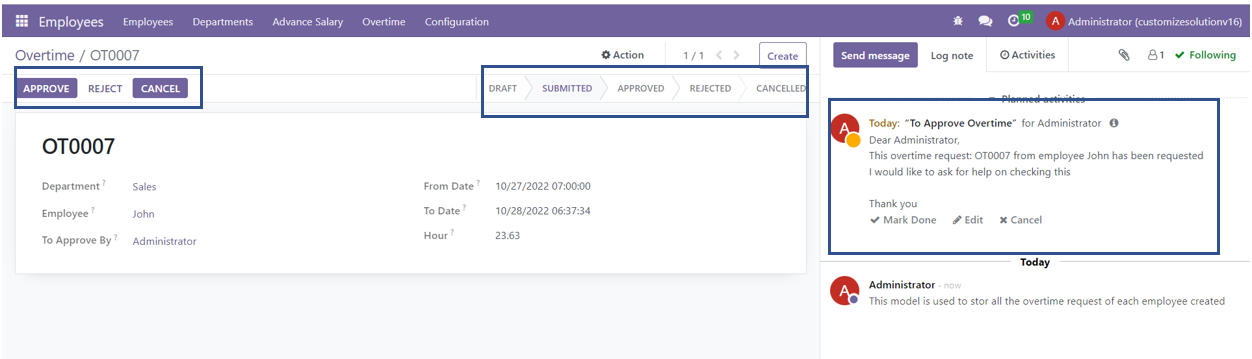 Employees Employees Departments Advance Salary Overtime Configuration 10 A Administrator (customizesolutionv16)
Overtime / OT0007 Action 1 / 1 Create
Send message Log note Activities 1 Following
APPROVE REJECT CANCEL DRAFT SUBMITTED APPROVED REJECTED CANCELLED
Planned activities
OT0007
Department ? Sales
Employee ? John
To Approve By ? Administrator
From Date ? 10/27/2022 07:00:00
To Date ? 10/28/2022 06:37:34
Hour ? 23.63
A
Today: "To Approve Overtime" for Administrator
Dear Administrator,
This overtime request: OT0007 from employee John has been requested
I would like to ask for help on checking this
Thank you
Mark Done Edit Cancel
Today
A
Administrator - now
This model is used to stor all the overtime request of each employee created